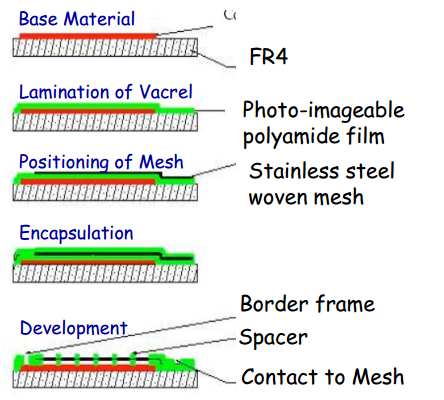 Base Material
FR4
Lamination of Vacrel
Photo-imageable
polyamide film
Positioning of Mesh
Stainless steel
woven mesh
Encapsulation
Border frame
Development
Spacer
Contact to Mesh